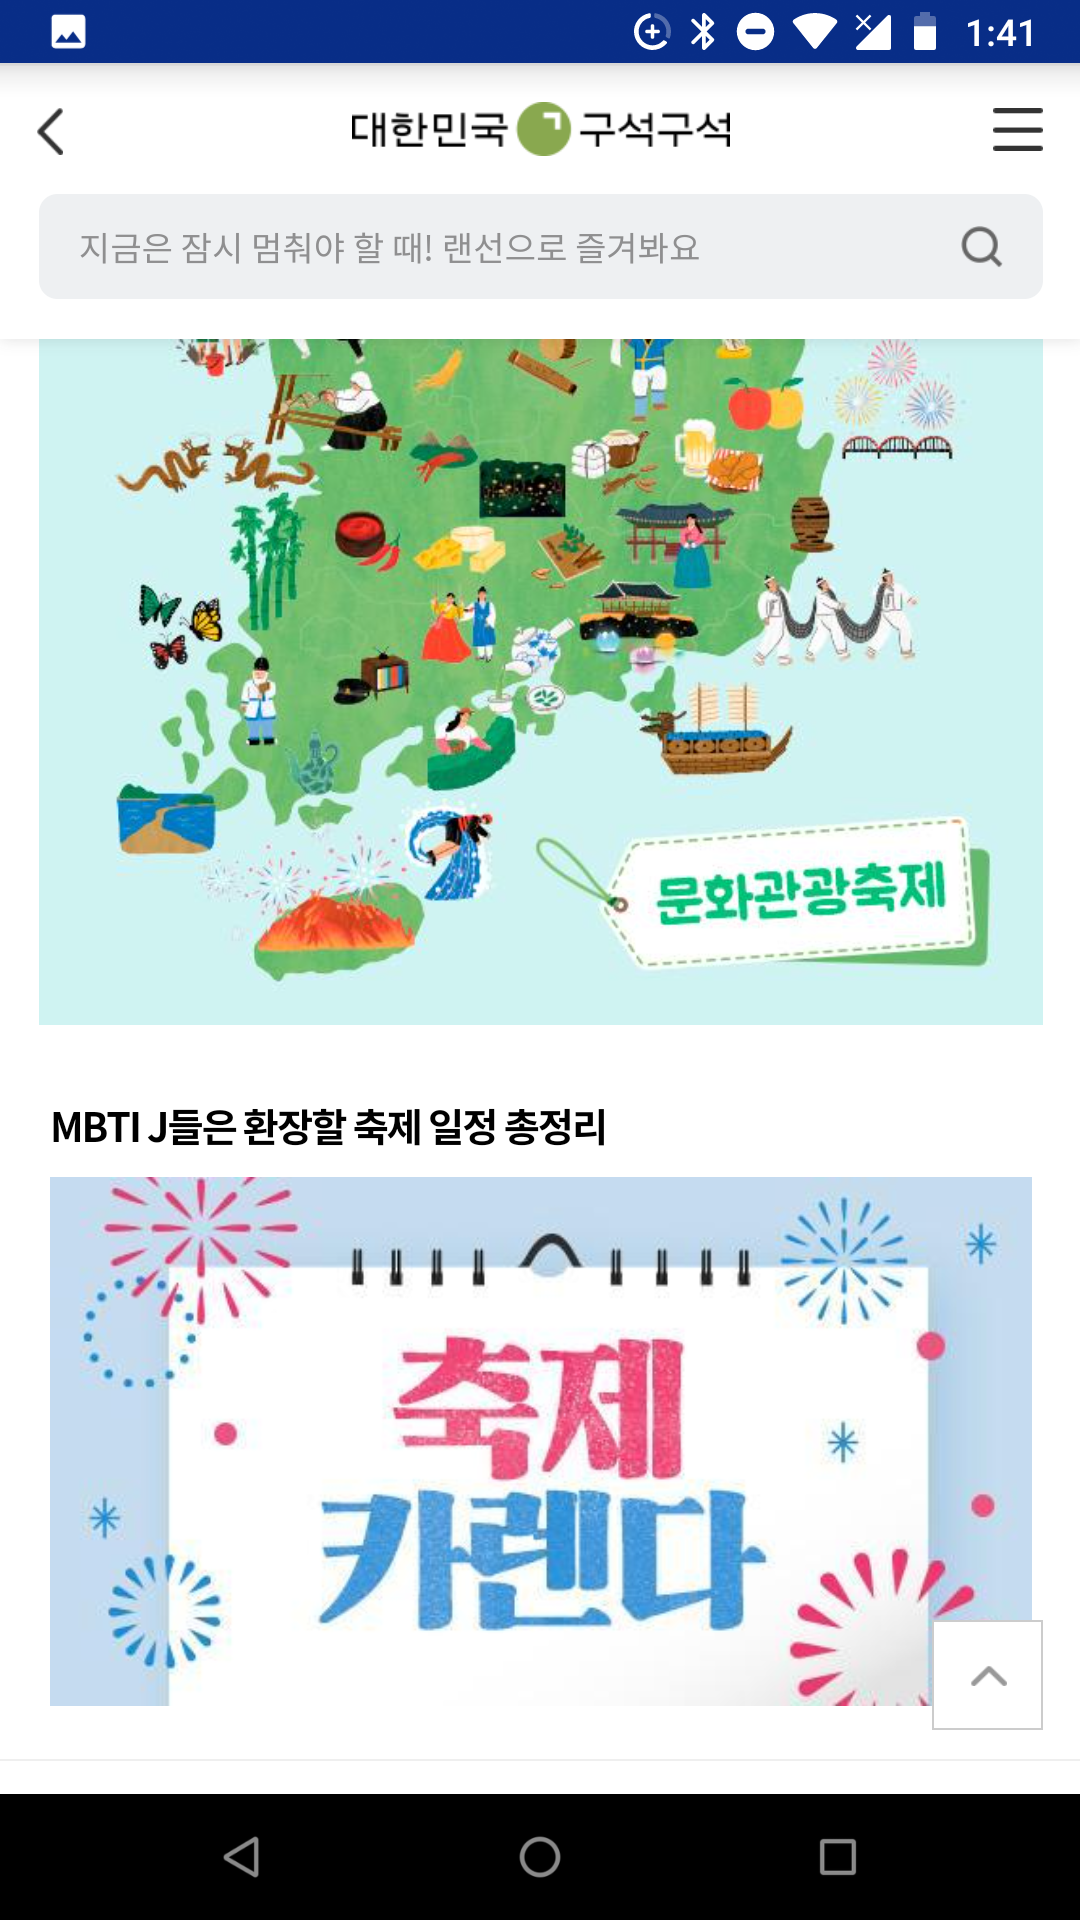 1:41
대한민국 구석구석
지금은 잠시 멈춰야 할 때! 랜선으로 즐겨봐요
문화관광축제
MBTI J들은 환장할 축제 일정 총정리
축제
카렌다